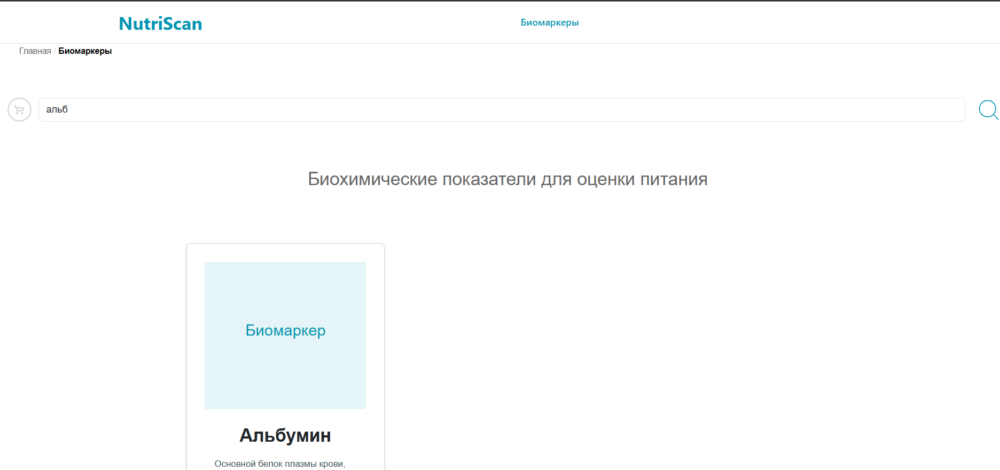 NutriScan
Биомаркеры
Главная / Биомаркеры
альб
Биохимические показатели для оценки питания
Биомаркер
Альбумин
Основной белок плазмы крови,